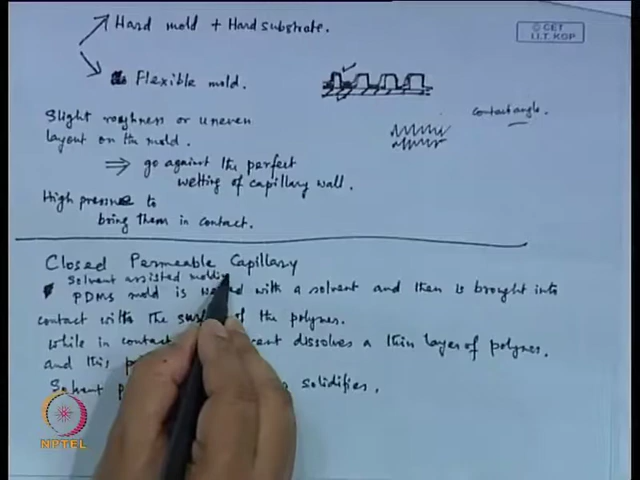 Hard mold + Hard substrate.
© CET
I.I.T. KGP
Flexible mold.
contact angle.
Slight roughness or uneven
layout on the mold.
⇒ go against the perfect
wetting of capillary wall.
High pressure to
bring them in contact.
Closed Permeable Capillary
Solvent assisted molding
PDMS mold is with a solvent and then is brought into
contact with the of the polymer.
While in contact dissolves a thin layer of polymer.
and this
Solvent solidifies.
NPTEL